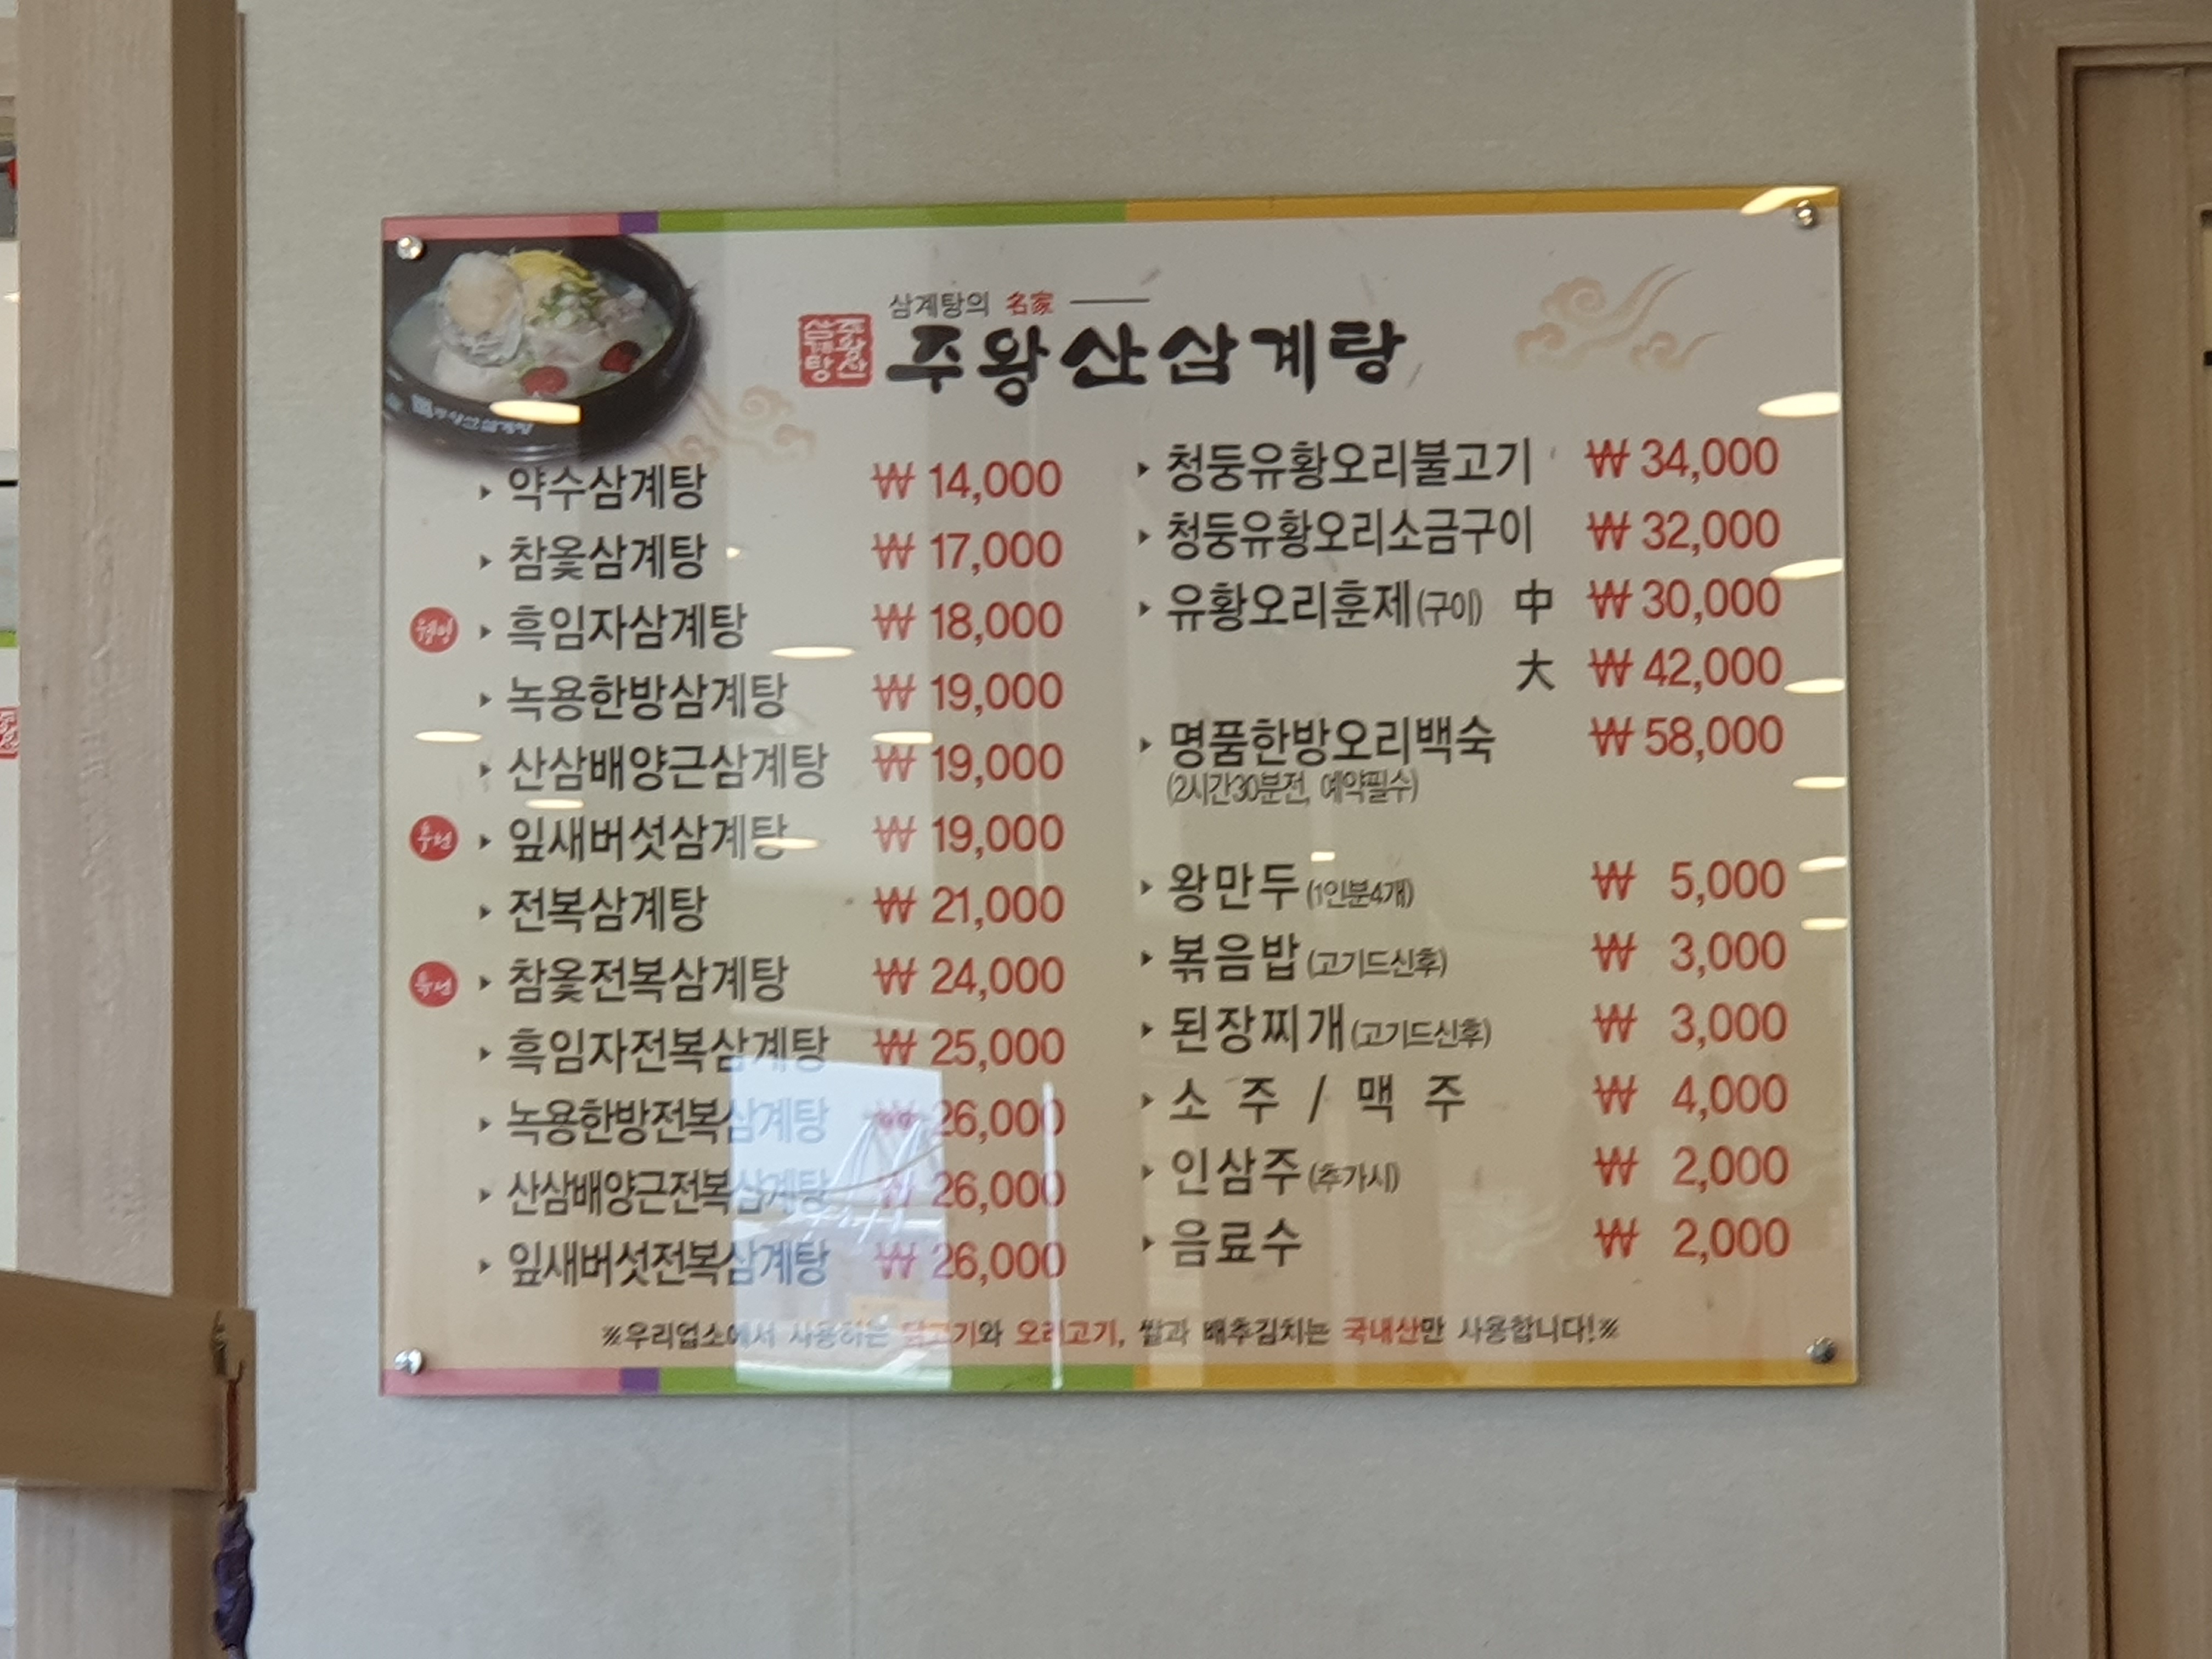 삼계탕의 名家
주왕산삼계탕
주왕산
삼계탕
약수삼계탕 ₩ 14,000
참옻삼계탕 ₩ 17,000
흑임자삼계탕 ₩ 18,000
녹용한방삼계탕 ₩ 19,000
산삼배양근삼계탕 ₩ 19,000
추천 잎새버섯삼계탕 ₩ 19,000
전복삼계탕 ₩ 21,000
참옻전복삼계탕 ₩ 24,000
흑임자전복삼계탕 ₩ 25,000
녹용한방전복삼계탕 ₩ 26,000
산삼배양근전복삼계탕 ₩ 26,000
잎새버섯전복삼계탕 ₩ 26,000
청둥유황오리불고기 ₩ 34,000
청둥유황오리소금구이 ₩ 32,000
유황오리훈제(구이) 中 ₩ 30,000
大 ₩ 42,000
명품한방오리백숙 ₩ 58,000
(2시간30분전, 예약필수)
왕만두(1인분4개) ₩ 5,000
볶음밥(고기드신후) ₩ 3,000
된장찌개(고기드신후) ₩ 3,000
소 주 / 맥 주 ₩ 4,000
인삼주(추가시) ₩ 2,000
음료수 ₩ 2,000
※우리업소에서 사용하는 닭고기와 오리고기, 쌀과 배추김치는 국내산만 사용합니다!※